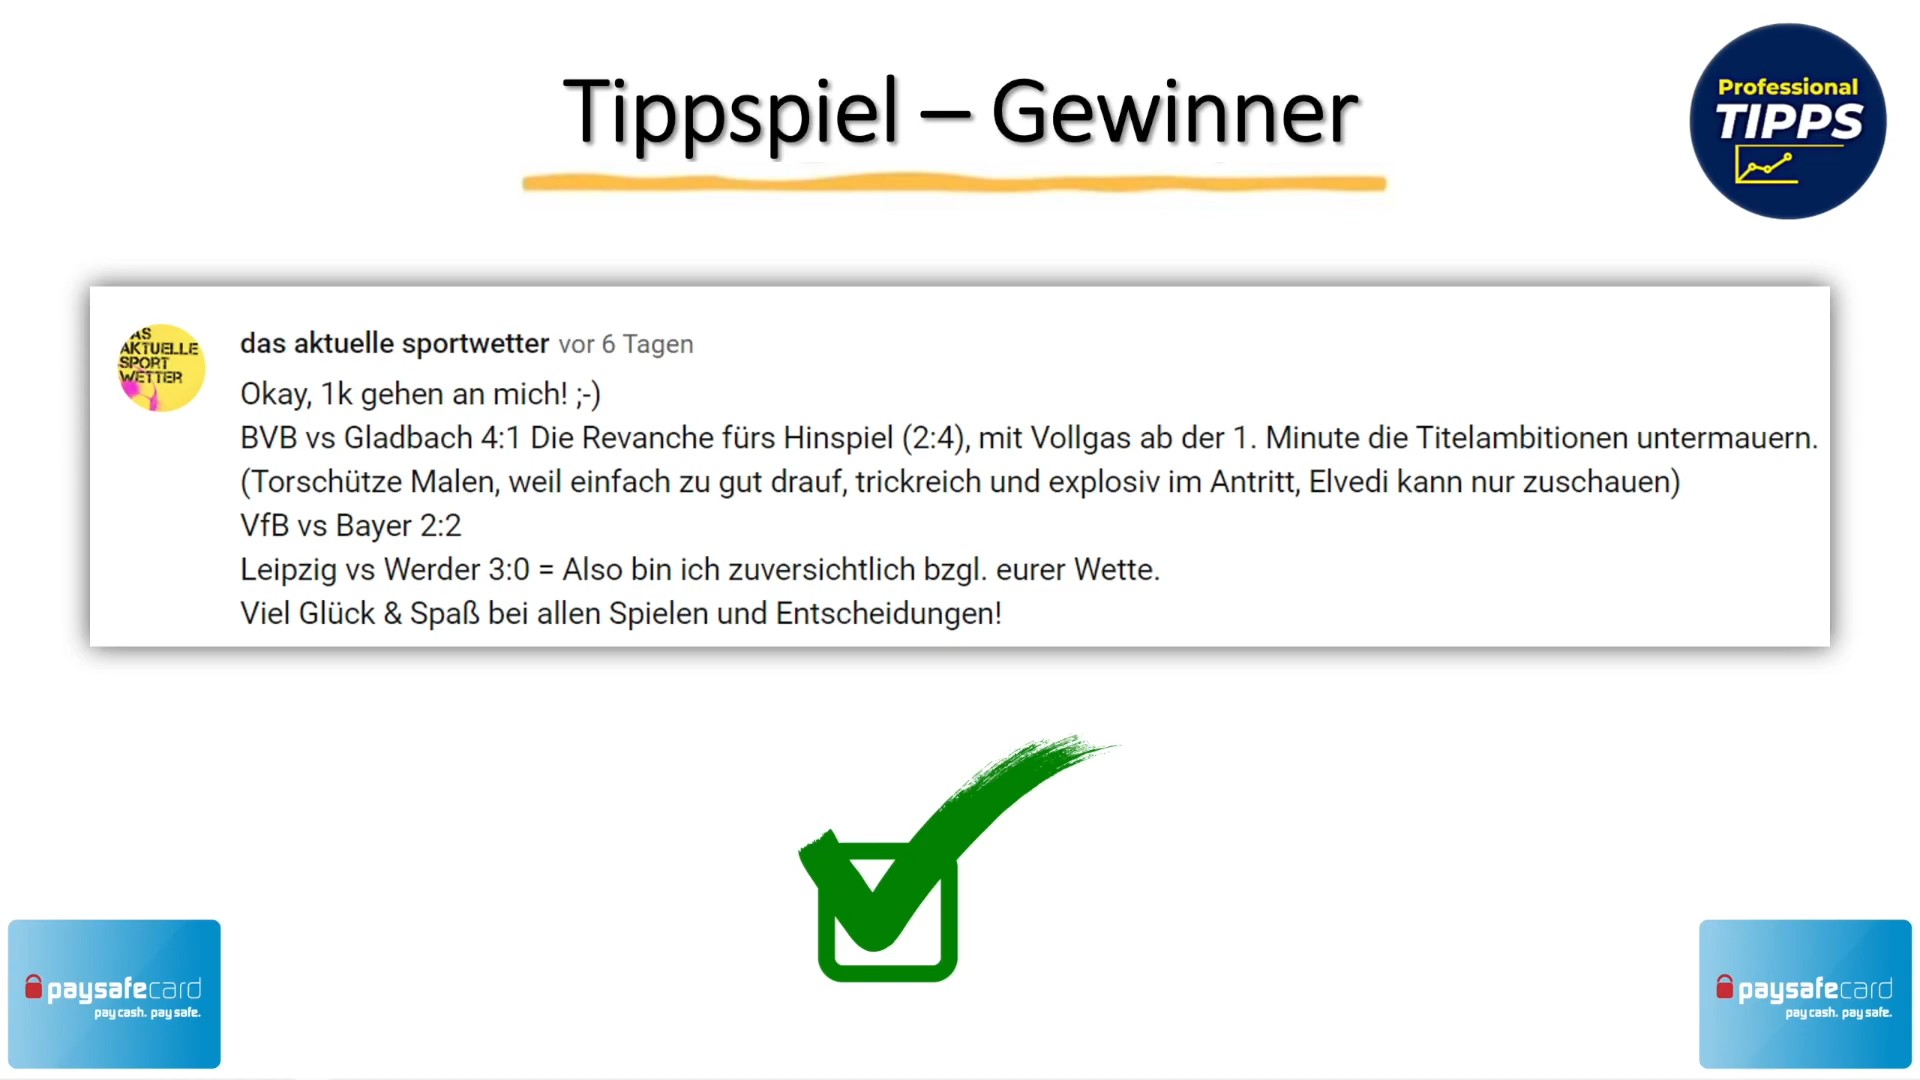 Tippspiel – Gewinner
Professional
TIPPS
AS
AKTUELLE
SPORT
WETTER
das aktuelle sportwetter vor 6 Tagen
Okay, 1k gehen an mich! ;-)
BVB vs Gladbach 4:1 Die Revanche fürs Hinspiel (2:4), mit Vollgas ab der 1. Minute die Titelambitionen untermauern.
(Torschütze Malen, weil einfach zu gut drauf, trickreich und explosiv im Antritt, Elvedi kann nur zuschauen)
VfB vs Bayer 2:2
Leipzig vs Werder 3:0 = Also bin ich zuversichtlich bzgl. eurer Wette.
Viel Glück & Spaß bei allen Spielen und Entscheidungen!
paysafecard
pay cash. pay safe.
paysafecard
pay cash. pay safe.